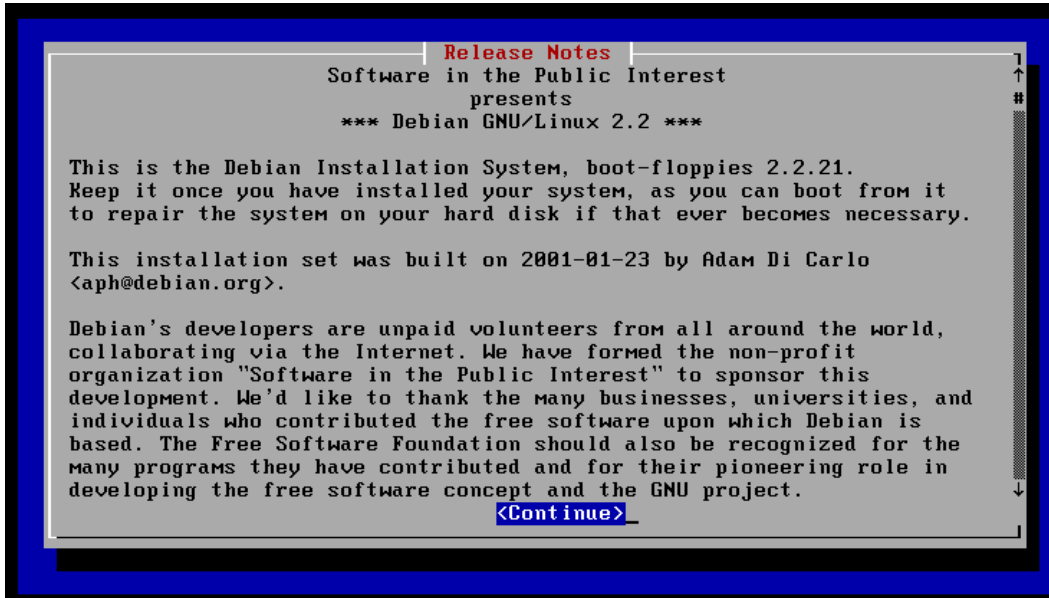 Release Notes
Software in the Public Interest
presents
*** Debian GNU/Linux 2.2 ***
This is the Debian Installation System, boot-floppies 2.2.21.
Keep it once you have installed your system, as you can boot from it
to repair the system on your hard disk if that ever becomes necessary.
This installation set was built on 2001-01-23 by Adam Di Carlo
<aph@debian.org>.
Debian's developers are unpaid volunteers from all around the world,
collaborating via the Internet. We have formed the non-profit
organization "Software in the Public Interest" to sponsor this
development. We'd like to thank the many businesses, universities, and
individuals who contributed the free software upon which Debian is
based. The Free Software Foundation should also be recognized for the
many programs they have contributed and for their pioneering role in
developing the free software concept and the GNU project.
<Continue>